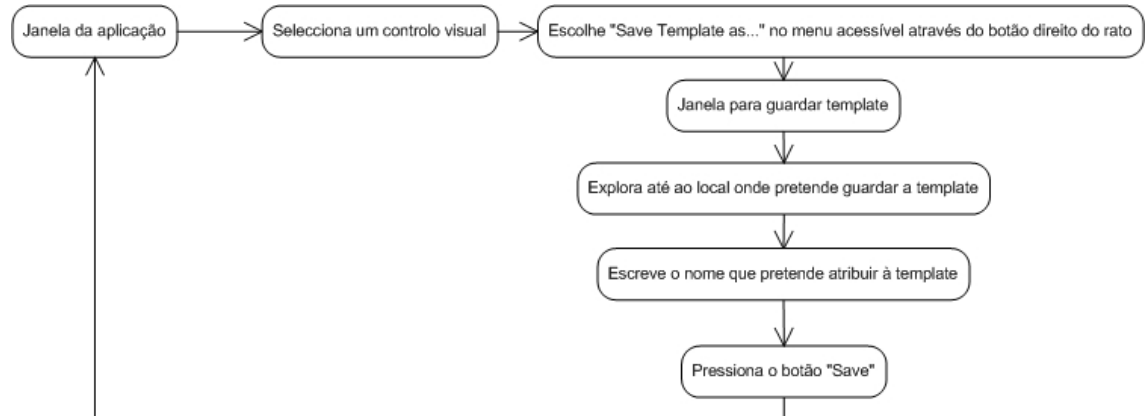 Janela da aplicação
Selecciona um controlo visual
Escolhe "Save Template as..." no menu acessível através do botão direito do rato
Janela para guardar template
Explora até ao local onde pretende guardar a template
Escreve o nome que pretende atribuir à template
Pressiona o botão "Save"